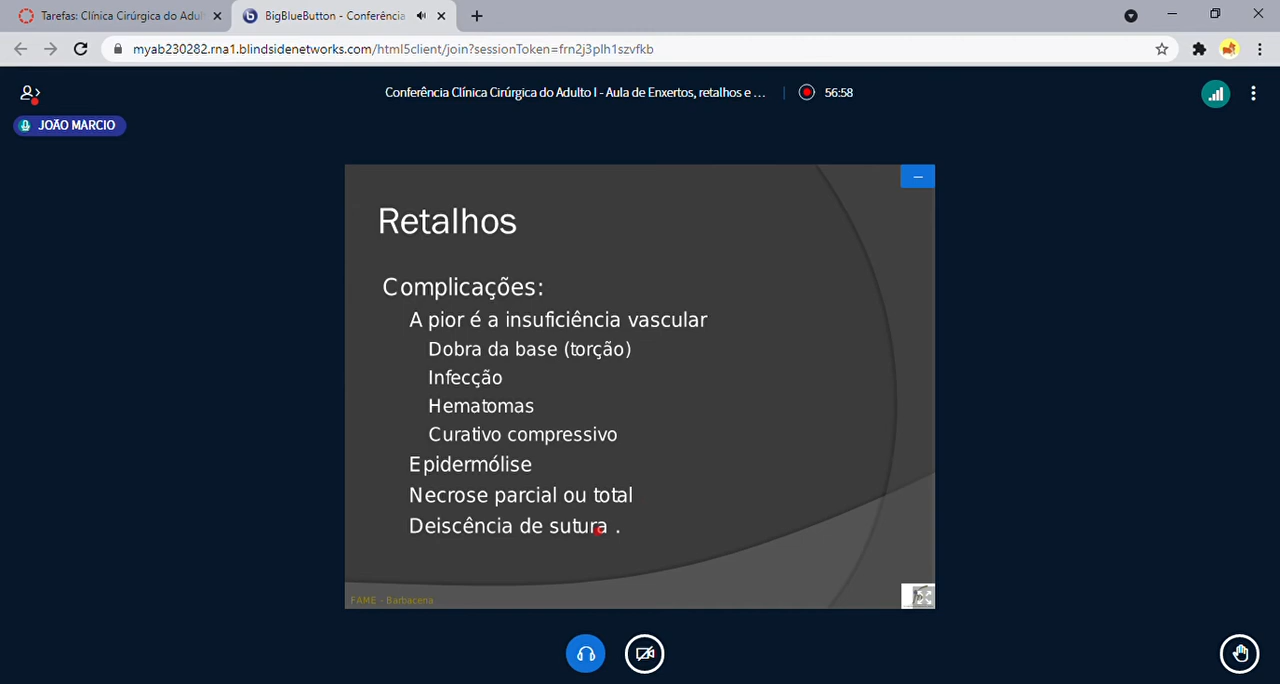 Tarefas: Clínica Cirúrgica do Adul
BigBlueButton - Conferência
myab230282.rna1.blindsidenetworks.com/html5client/join?sessionToken=frn2j3plh1szvfkb
Conferência Clínica Cirúrgica do Adulto I - Aula de Enxertos, retalhos e ... | 56:58
JOÃO MARCIO
Retalhos
Complicações:
A pior é a insuficiência vascular
Dobra da base (torção)
Infecção
Hematomas
Curativo compressivo
Epidermólise
Necrose parcial ou total
Deiscência de sutura .
FAME - Barbacena